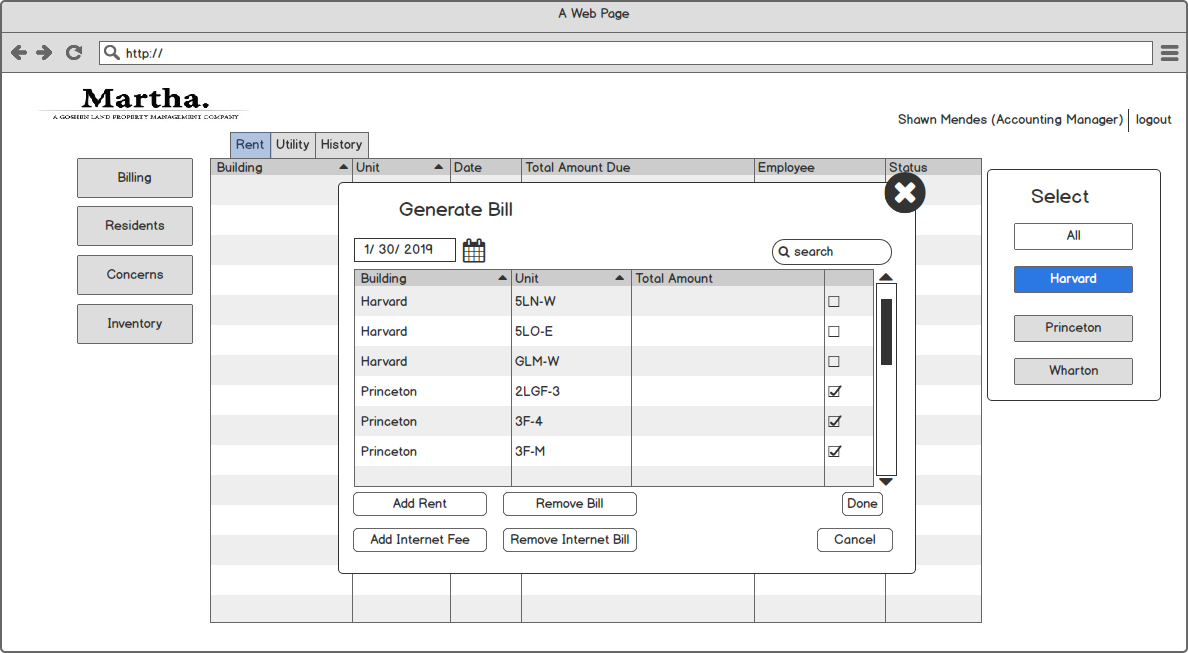 A Web Page
http://
Martha.
A GOSHEN LAND PROPERTY MANAGEMENT COMPANY
Shawn Mendes (Accounting Manager) logout
Rent Utility History
Building Unit Date Total Amount Due Employee Status
Billing
Residents
Concerns
Inventory
Generate Bill
1/ 30/ 2019
search
Building Unit Total Amount
Harvard 5LN-W
Harvard 5LO-E
Harvard GLM-W
Princeton 2LGF-3
Princeton 3F-4
Princeton 3F-M
Add Rent Remove Bill Done
Add Internet Fee Remove Internet Bill Cancel
Select
All
Harvard
Princeton
Wharton